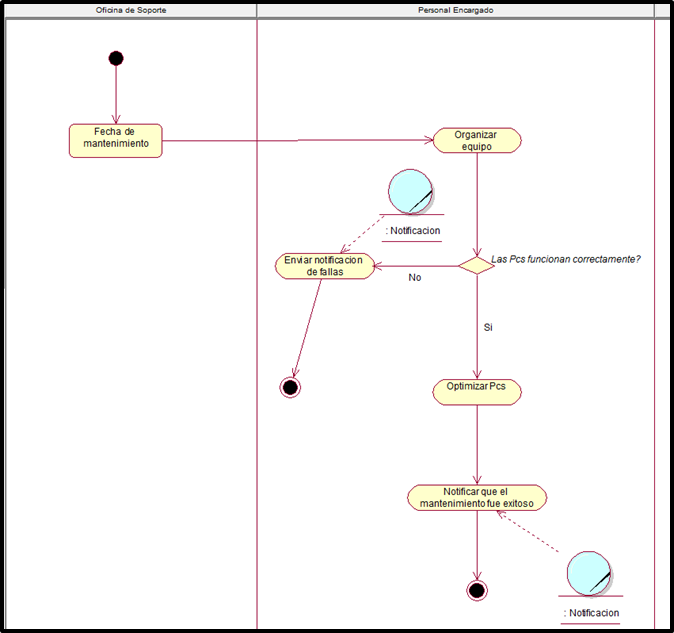 Oficina de Soporte
Personal Encargado
Fecha de
mantenimiento
Organizar
equipo
: Notificacion
Enviar notificacion
de fallas
Las Pcs funcionan correctamente?
No
Si
Optimizar Pcs
Notificar que el
mantenimiento fue exitoso
: Notificacion